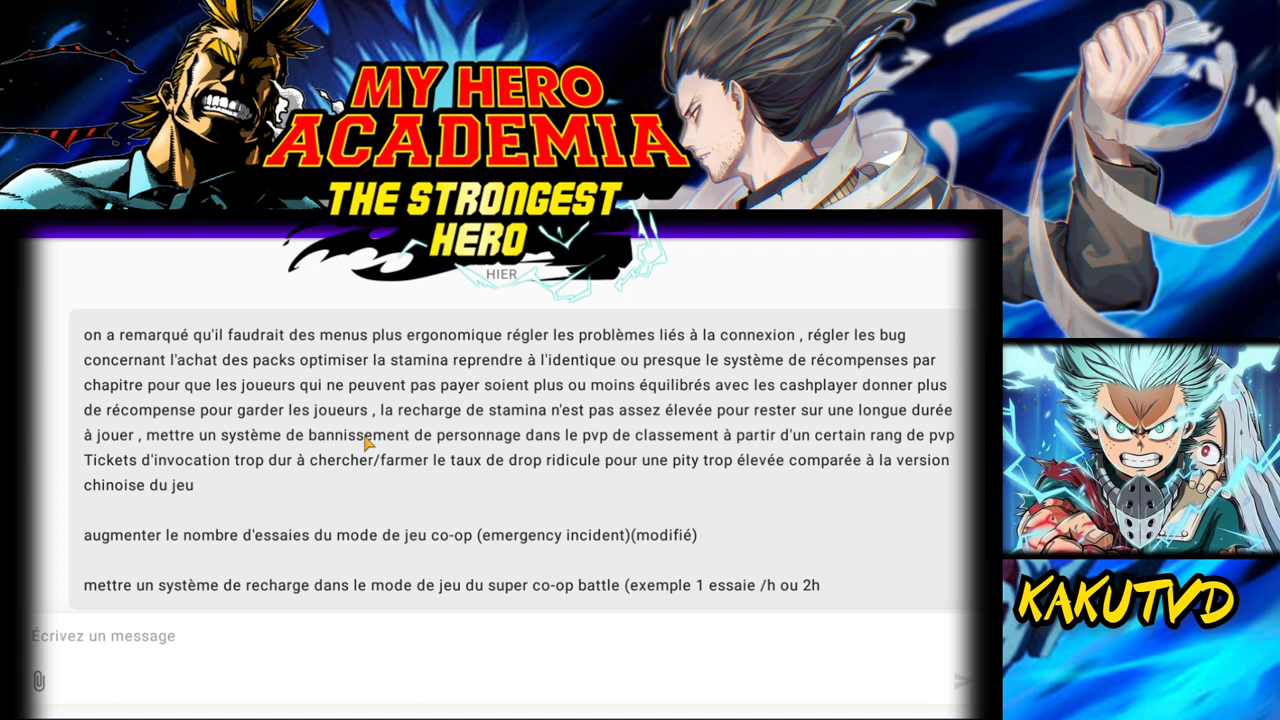 MY HERO
ACADEMIA
THE STRONGEST
HERO
HIER
on a remarqué qu'il faudrait des menus plus ergonomique régler les problèmes liés à la connexion , régler les bug
concernant l'achat des packs optimiser la stamina reprendre à l'identique ou presque le système de récompenses par
chapitre pour que les joueurs qui ne peuvent pas payer soient plus ou moins équilibrés avec les cashplayer donner plus
de récompense pour garder les joueurs , la recharge de stamina n'est pas assez élevée pour rester sur une longue durée
à jouer , mettre un système de bannissement de personnage dans le pvp de classement à partir d'un certain rang de pvp
Tickets d'invocation trop dur à chercher/farmer le taux de drop ridicule pour une pity trop élevée comparée à la version
chinoise du jeu
augmenter le nombre d'essaies du mode de jeu co-op (emergency incident)(modifié)
mettre un système de recharge dans le mode de jeu du super co-op battle (exemple 1 essaie /h ou 2h
Écrivez un message
KAKUTVD